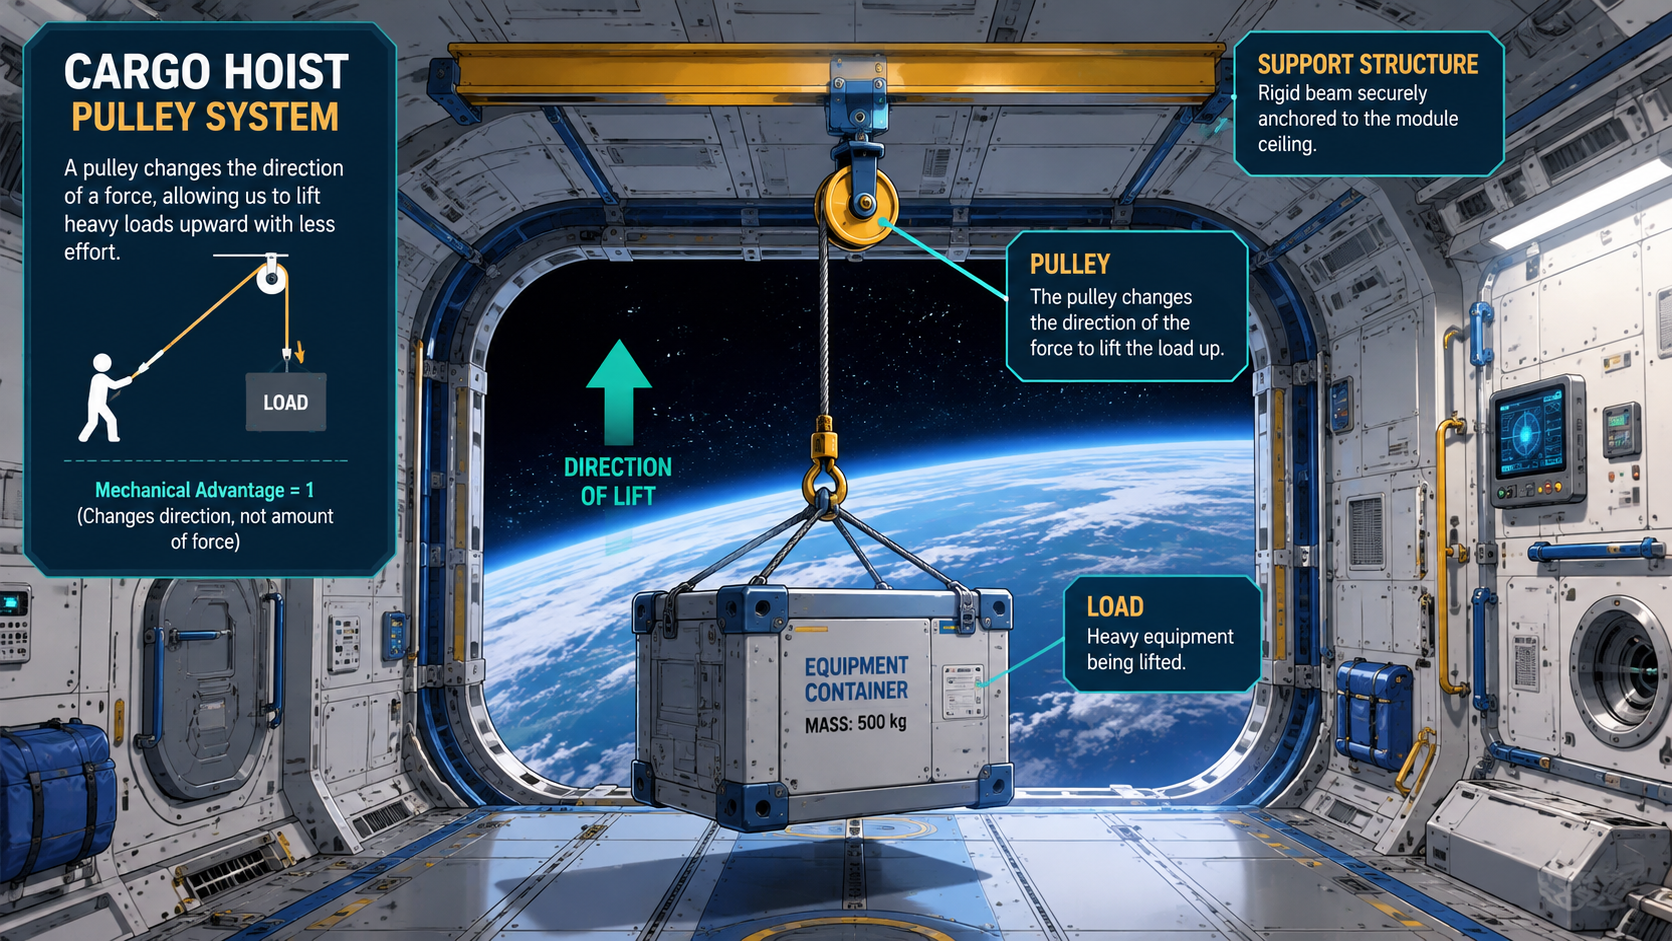 CARGO HOIST
PULLEY SYSTEM
A pulley changes the direction
of a force, allowing us to lift
heavy loads upward with less
effort.
LOAD
Mechanical Advantage = 1
(Changes direction, not amount
of force)
SUPPORT STRUCTURE
Rigid beam securely
anchored to the module
ceiling.
PULLEY
The pulley changes
the direction of the
force to lift the load up.
DIRECTION
OF LIFT
LOAD
Heavy equipment
being lifted.
EQUIPMENT
CONTAINER
MASS: 500 kg